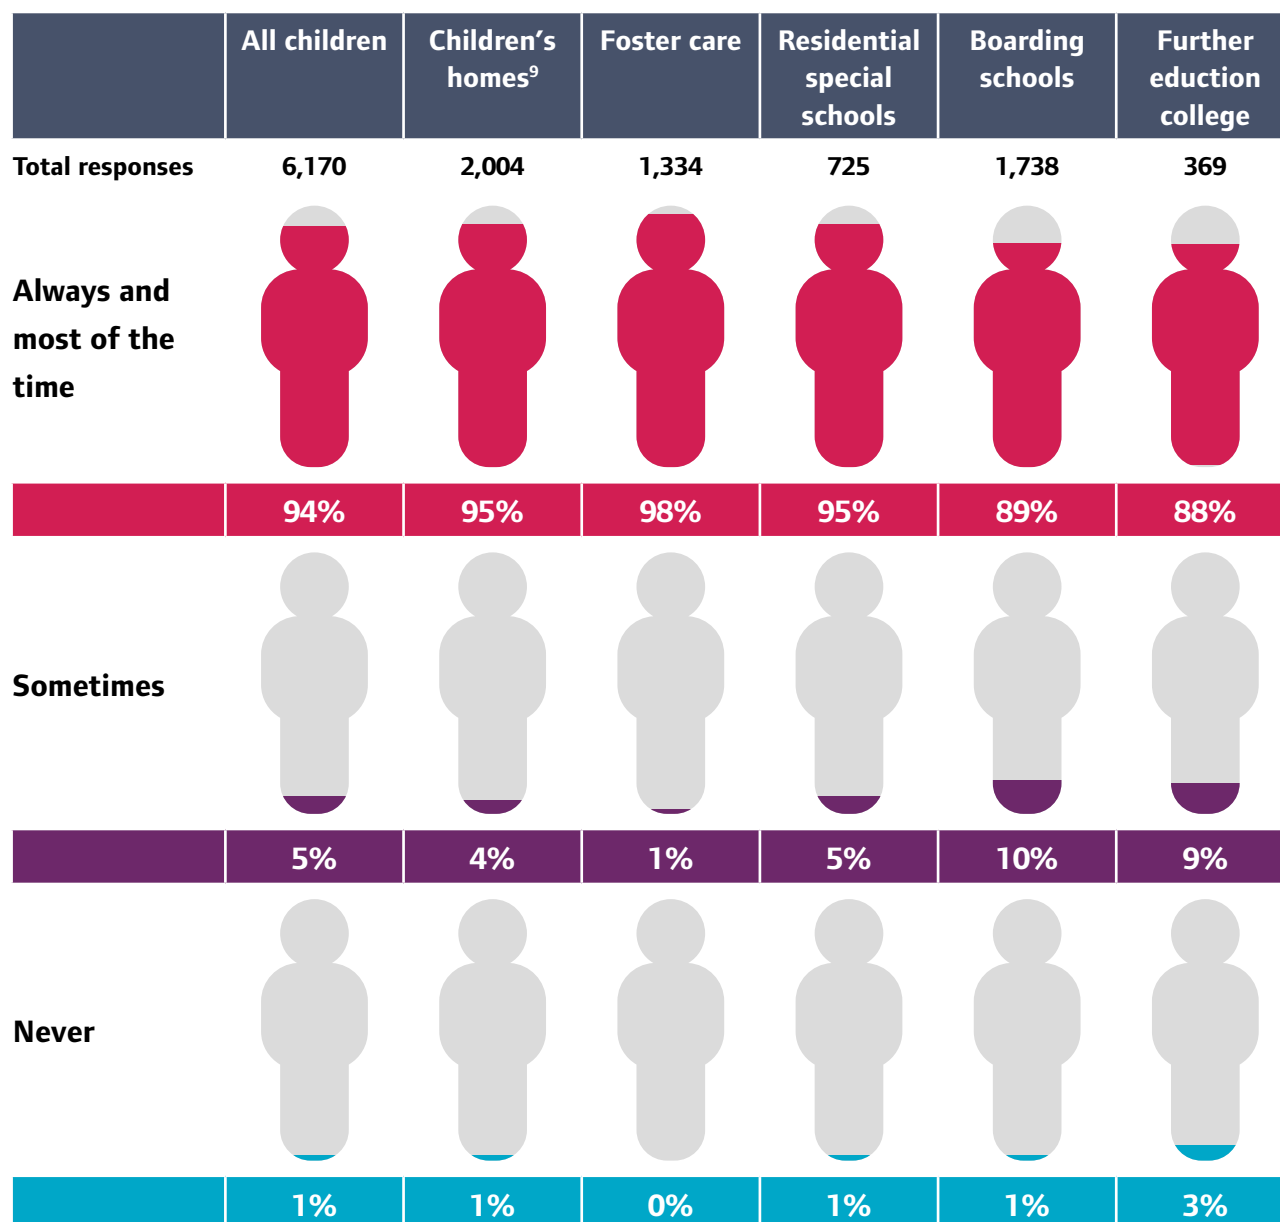 All children
Children's
homes9
Foster care
Residential
special
schools
Boarding
schools
Further
eduction
college
Total responses 6,170 2,004 1,334 725 1,738 369
Always and
most of the
time
94% 95% 98% 95% 89% 88%
Sometimes
5% 4% 1% 5% 10% 9%
Never
1% 1% 0% 1% 1% 3%